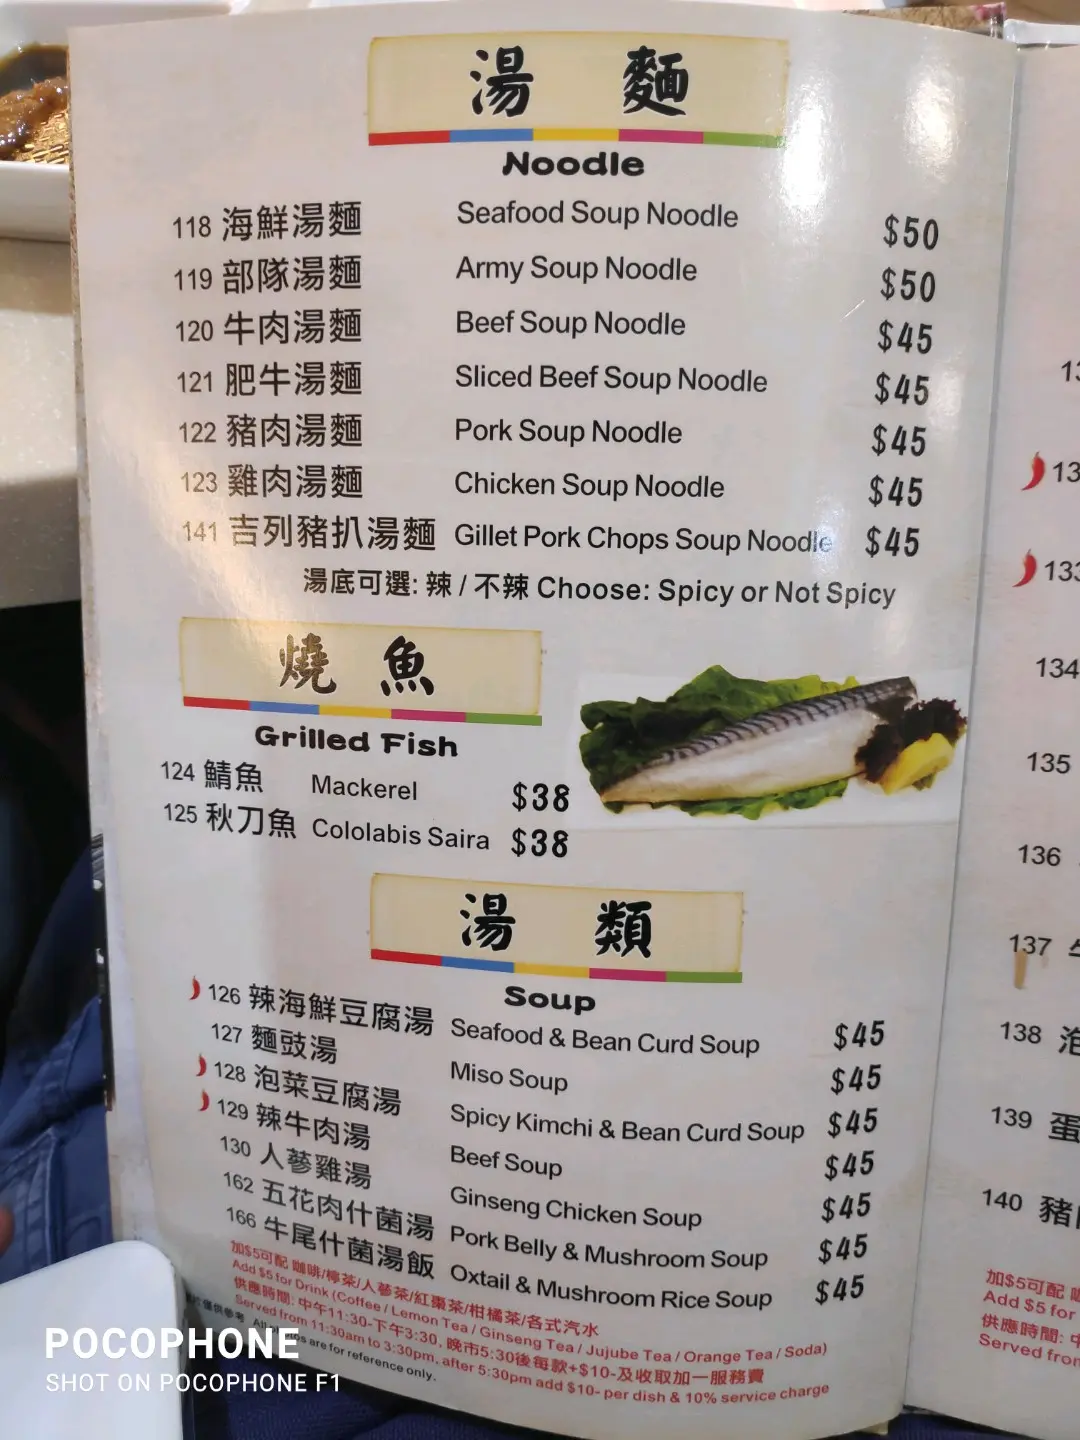 湯 麵
Noodle
118 海鮮湯麵 Seafood Soup Noodle $50
119 部隊湯麵 Army Soup Noodle $50
120 牛肉湯麵 Beef Soup Noodle $45
121 肥牛湯麵 Sliced Beef Soup Noodle $45
122 豬肉湯麵 Pork Soup Noodle $45
123 雞肉湯麵 Chicken Soup Noodle $45
141 吉列豬扒湯麵 Gillet Pork Chops Soup Noodle $45
湯底可選: 辣 / 不辣 Choose: Spicy or Not Spicy
燒 魚
Grilled Fish
124 鯖魚 Mackerel $38
125 秋刀魚 Cololabis Saira $38
湯 類
Soup
126 辣海鮮豆腐湯 Seafood & Bean Curd Soup $45
127 麵豉湯 Miso Soup $45
128 泡菜豆腐湯 Spicy Kimchi & Bean Curd Soup $45
129 辣牛肉湯 Beef Soup $45
130 人蔘雞湯 Ginseng Chicken Soup $45
162 五花肉什菌湯 Pork Belly & Mushroom Soup $45
166 牛尾什菌湯飯 Oxtail & Mushroom Rice Soup $45
加$5可配 咖啡/檸茶/人蔘茶/紅棗茶/柑橘茶/各式汽水
Add $5 for Drink (Coffee / Lemon Tea / Ginseng Tea / Jujube Tea / Orange Tea / Soda)
供應時間: 中午11:30-下午3:30, 晚市5:30後每款+$10-及收取加一服務費
Served from 11:30am to 3:30pm, after 5:30pm add $10- per dish & 10% service charge
僅供參考 All are for reference only.
13
133
134
135
136
137
138 泡
139 蛋
140 豬
加$5可配
Add $5 for
供應時間:
Served from
POCOPHONE
SHOT ON POCOPHONE F1